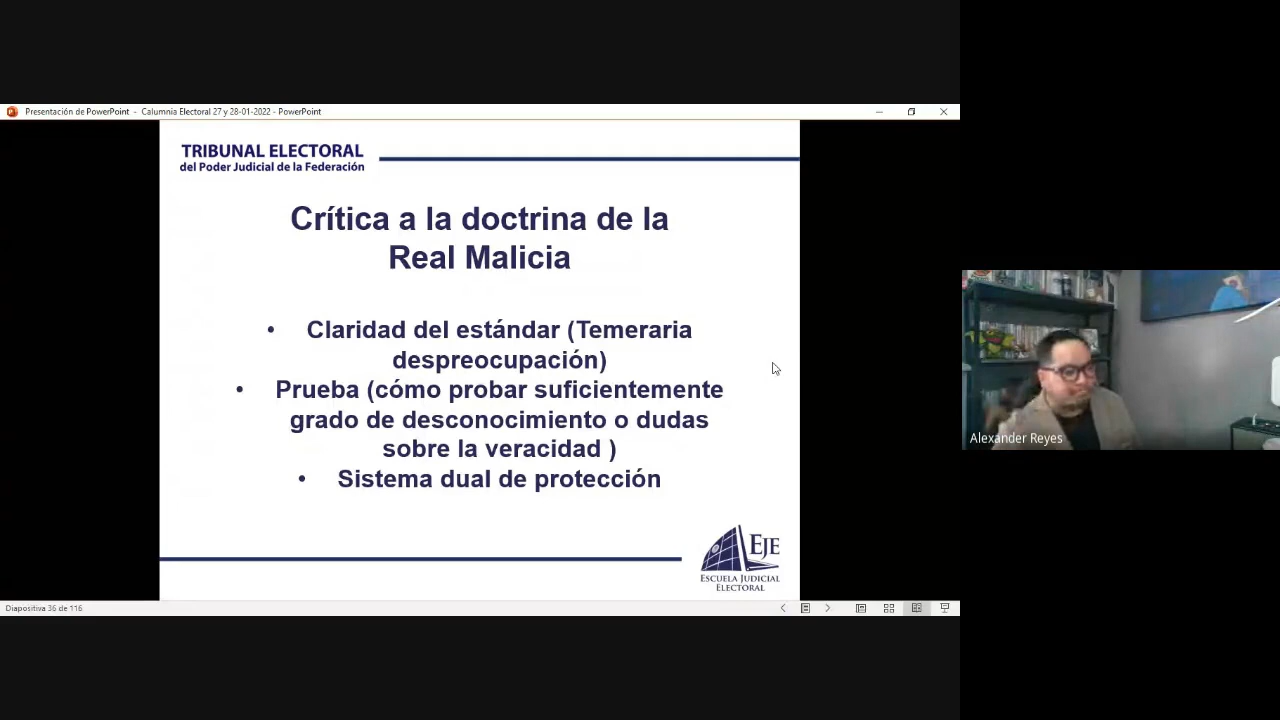 Presentación de PowerPoint - Calumnia Electoral 27 y 28-01-2022 - PowerPoint
TRIBUNAL ELECTORAL
del Poder Judicial de la Federación
Crítica a la doctrina de la
Real Malicia
• Claridad del estándar (Temeraria
despreocupación)
• Prueba (cómo probar suficientemente
grado de desconocimiento o dudas
sobre la veracidad )
• Sistema dual de protección
EJE
ESCUELA JUDICIAL
ELECTORAL
Alexander Reyes
Diapositiva 36 de 116